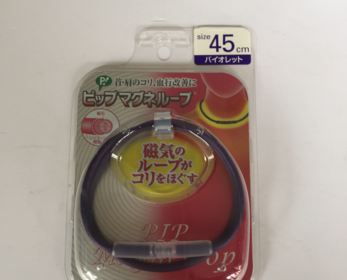 size 45cm
バイオレット
首・肩のコリ、血行改善に
ピップマグネループ
磁気の
ループが
コリをほぐす。
PIP